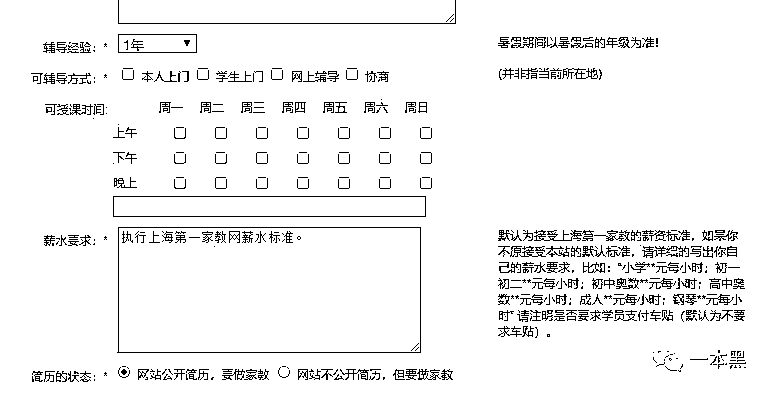 辅导经验：* 1年 暑假期间以暑假后的年级为准!
可辅导方式：* 本人上门 学生上门 网上辅导 协商 (并非指当前所在地)
可授课时间: 周一 周二 周三 周四 周五 周六 周日
上午
下午
晚上
薪水要求：* 执行上海第一家教网薪水标准。
默认为接受上海第一家教的薪资标准，如果你
不原接受本站的默认标准，请详细的写出你自
己的薪水要求，比如："小学**元每小时；初一
初二**元每小时；初中奥数**元每小时；高中奥
数**元每小时；成人**元每小时；钢琴**元每小
时" 请注明是否要求学员支付车贴（默认为不要
求车贴）。
一本黑
简历的状态：* 网站公开简历，要做家教 网站不公开简历，但要做家教